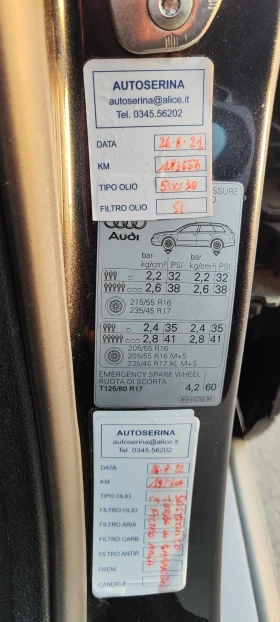 AUTOSERINA
autoserina@alice.it
Tel. 0345.56202
DATA 26-8-21
KM
TIPO OLIO 5W/30
FILTRO OLIO SI
Audi
bar kg/cm² PSI bar kg/cm² PSI
2,2 32 2,2 32
2,6 38 2,6 38
215/55 R16
235/45 R17
2,4 35 2,4 35
2,8 41 2,8 41
205/55 R16
205/55 R16 M+S
235/45 R17 XL M+S
EMERGENCY SPARE WHEEL
RUOTA DI SCORTA
T125/80 R17 4,2 60
AUTOSERINA
autoserina@alice.it
Tel. 0345.56202
DATA
KM
TIPO OLIO
FILTRO OLIO
FILTRO ARIA
FILTRO CARB.
FILTRO ANTIP.
FRENI
CANDELE